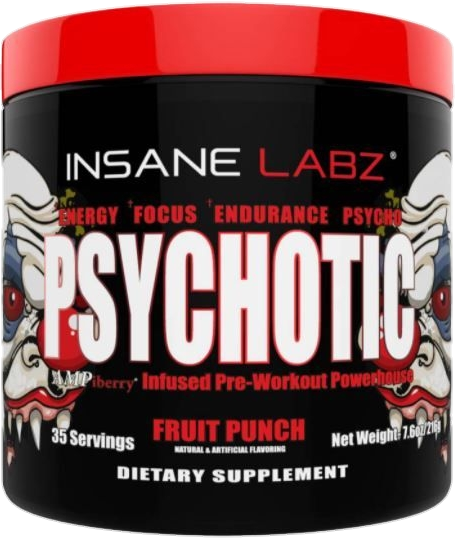 INSANE LABZ®
ENERGY †FOCUS †ENDURANCE PSYCHO
PSYCHOTIC
AMPiberry® Infused Pre-Workout Powerhouse
35 Servings
FRUIT PUNCH
NATURAL & ARTIFICIAL FLAVORING
Net Weight: 7.6oz/216g
DIETARY SUPPLEMENT